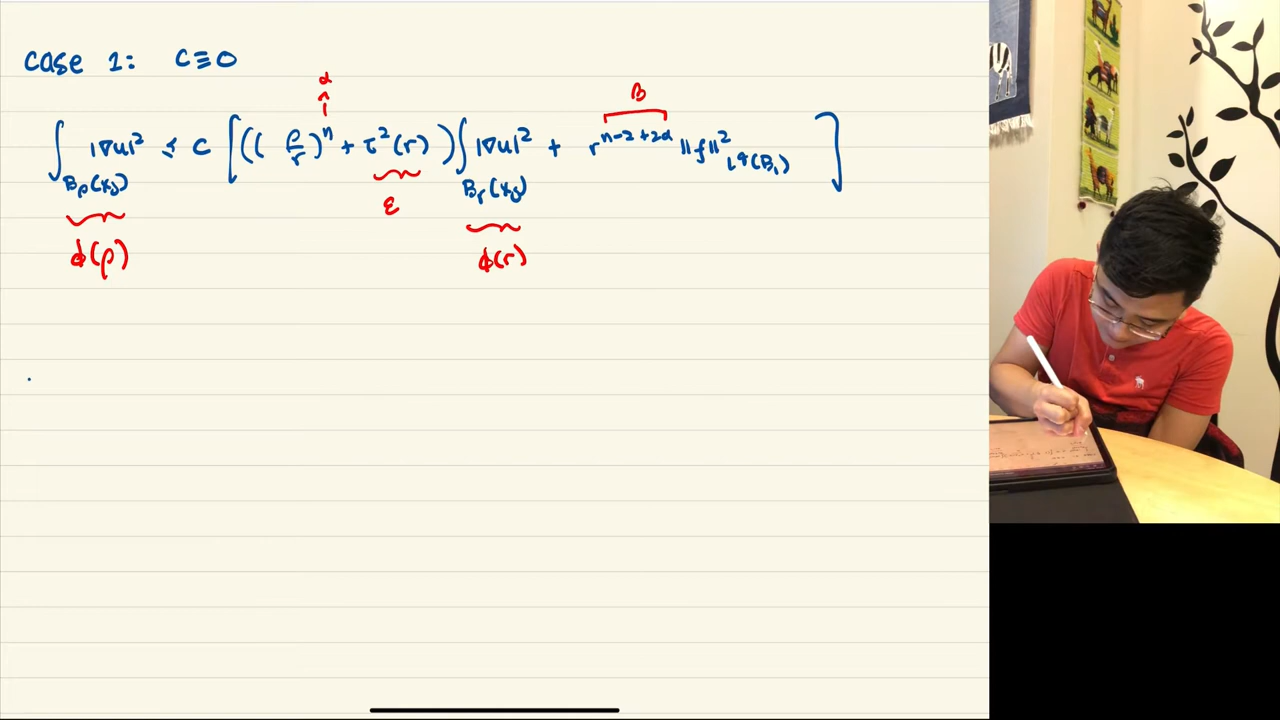 Case 1: C≡0
α
β
∫_{B_ρ(x₀)} |∇u|² ≤ C [((ρ/r)ⁿ + τ²(r)) ∫_{B_r(x₀)} |∇u|² + r^{n-2+2α} ‖f‖²_{L^q(B₁)}]
ε
ϕ(ρ) ϕ(r)